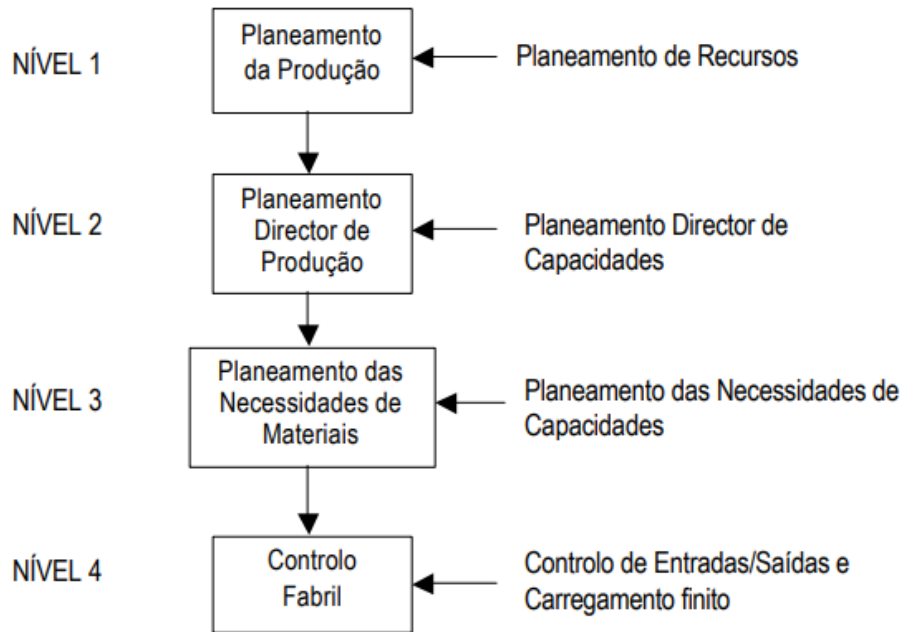 NÍVEL 1
Planeamento
da Produção
Planeamento de Recursos
NÍVEL 2
Planeamento
Director de
Produção
Planeamento Director de
Capacidades
NÍVEL 3
Planeamento das
Necessidades de
Materiais
Planeamento das Necessidades de
Capacidades
NÍVEL 4
Controlo
Fabril
Controlo de Entradas/Saídas e
Carregamento finito